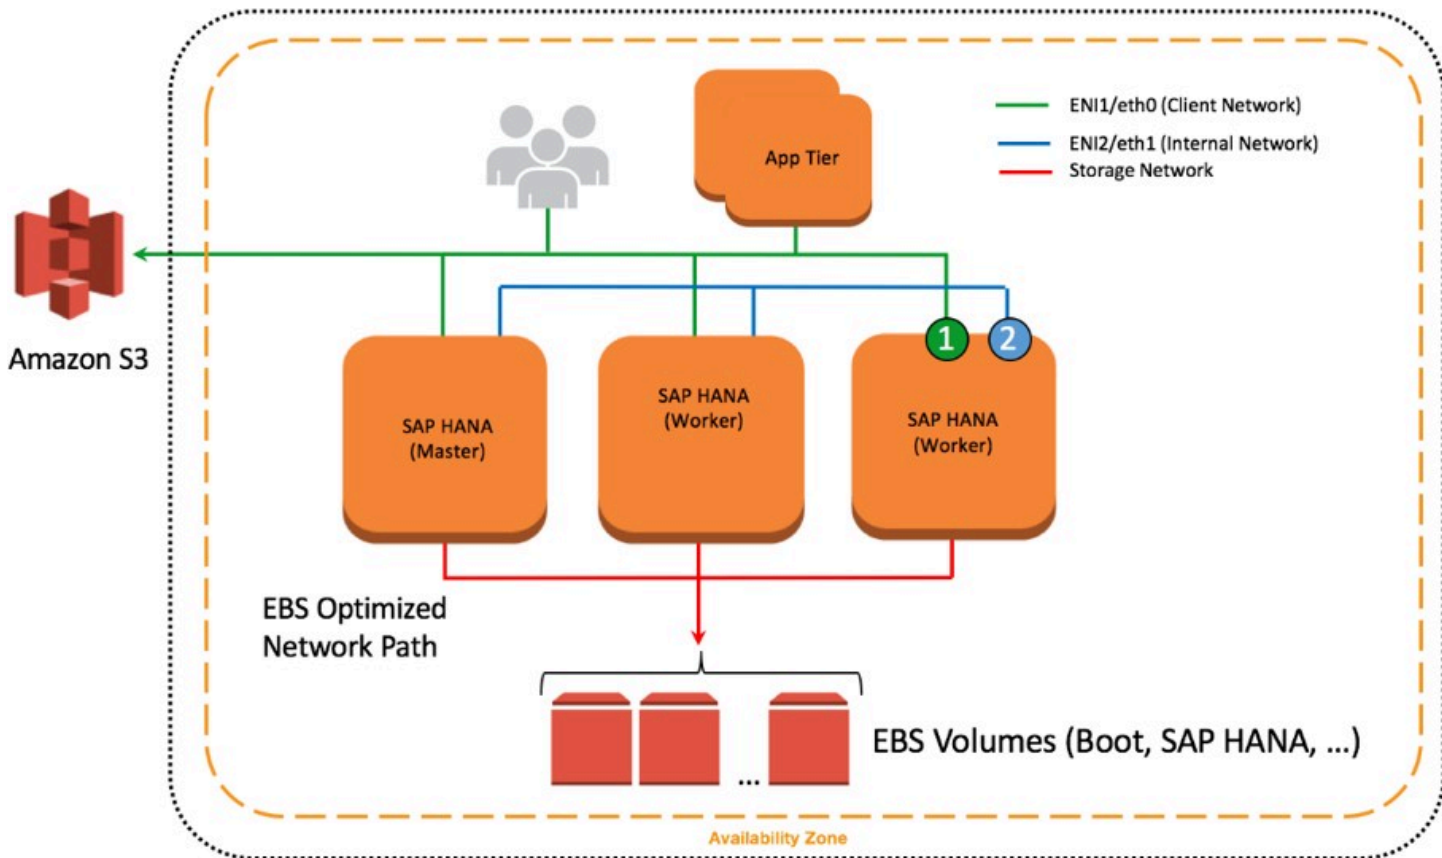 ENI1/eth0 (Client Network)
ENI2/eth1 (Internal Network)
Storage Network
App Tier
Amazon S3
1
2
SAP HANA
(Master)
SAP HANA
(Worker)
SAP HANA
(Worker)
EBS Optimized
Network Path
...
EBS Volumes (Boot, SAP HANA, ...)
Availability Zone